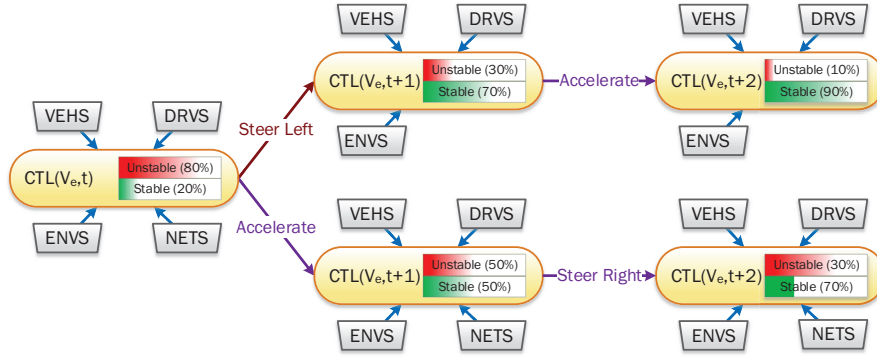 VEHS
DRVS
CTL(Ve,t)
Unstable (80%)
Stable (20%)
ENVS
NETS
Steer Left
Accelerate
VEHS
DRVS
CTL(Ve,t+1)
Unstable (30%)
Stable (70%)
ENVS
Accelerate
VEHS
DRVS
CTL(Ve,t+2)
Unstable (10%)
Stable (90%)
ENVS
VEHS
DRVS
CTL(Ve,t+1)
Unstable (50%)
Stable (50%)
ENVS
NETS
Steer Right
VEHS
DRVS
CTL(Ve,t+2)
Unstable (30%)
Stable (70%)
ENVS
NETS